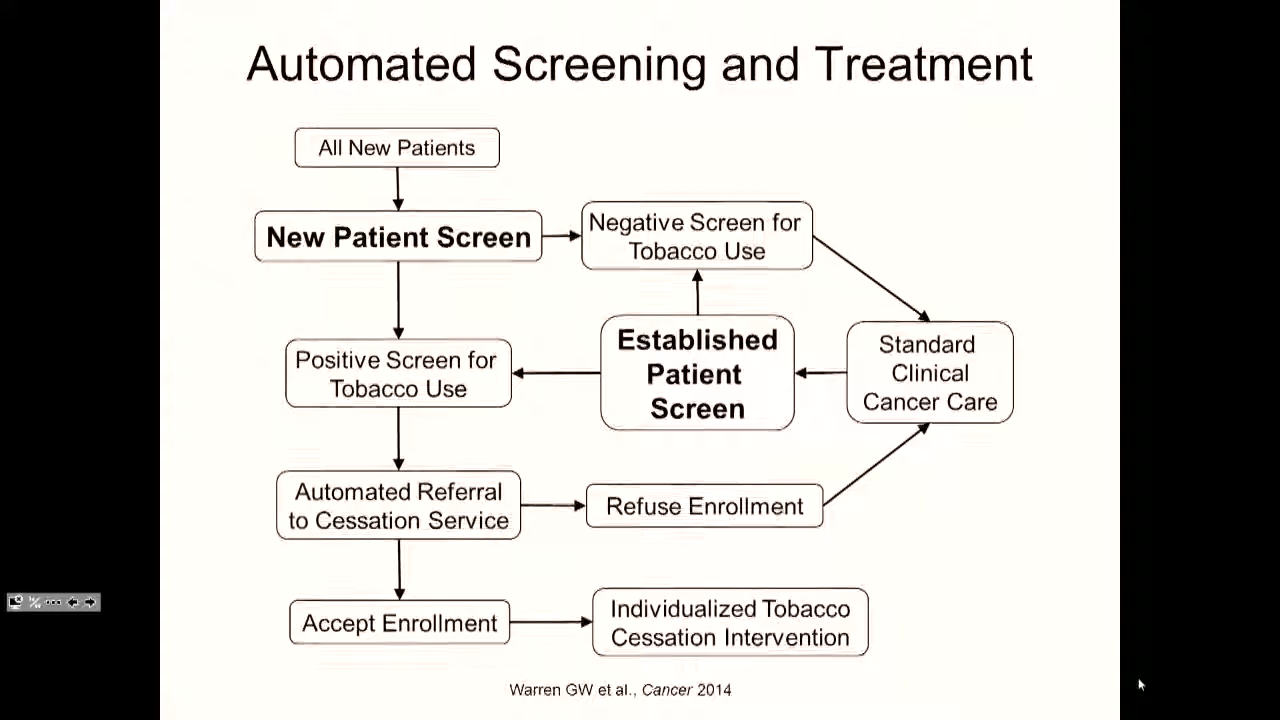 Automated Screening and Treatment
All New Patients
New Patient Screen
Negative Screen for
Tobacco Use
Established
Patient
Screen
Standard
Clinical
Cancer Care
Positive Screen for
Tobacco Use
Automated Referral
to Cessation Service
Refuse Enrollment
Accept Enrollment
Individualized Tobacco
Cessation Intervention
Warren GW et al., Cancer 2014